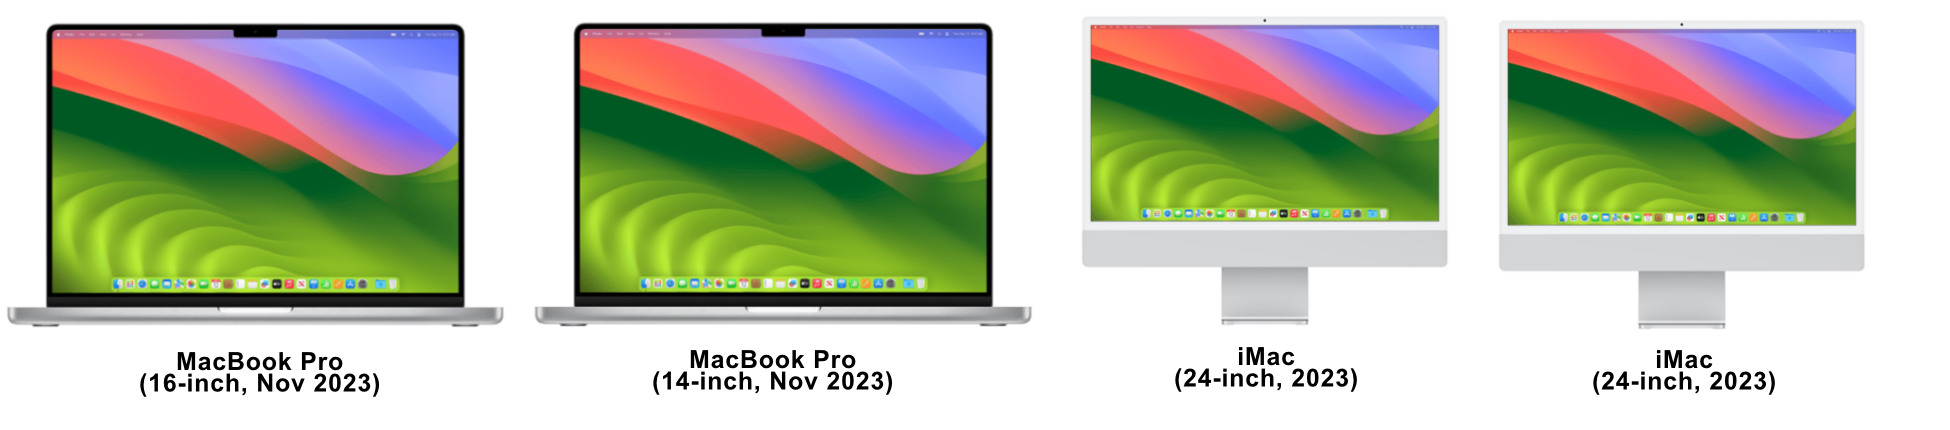 MacBook Pro
(16-inch, Nov 2023)
MacBook Pro
(14-inch, Nov 2023)
iMac
(24-inch, 2023)
iMac
(24-inch, 2023)